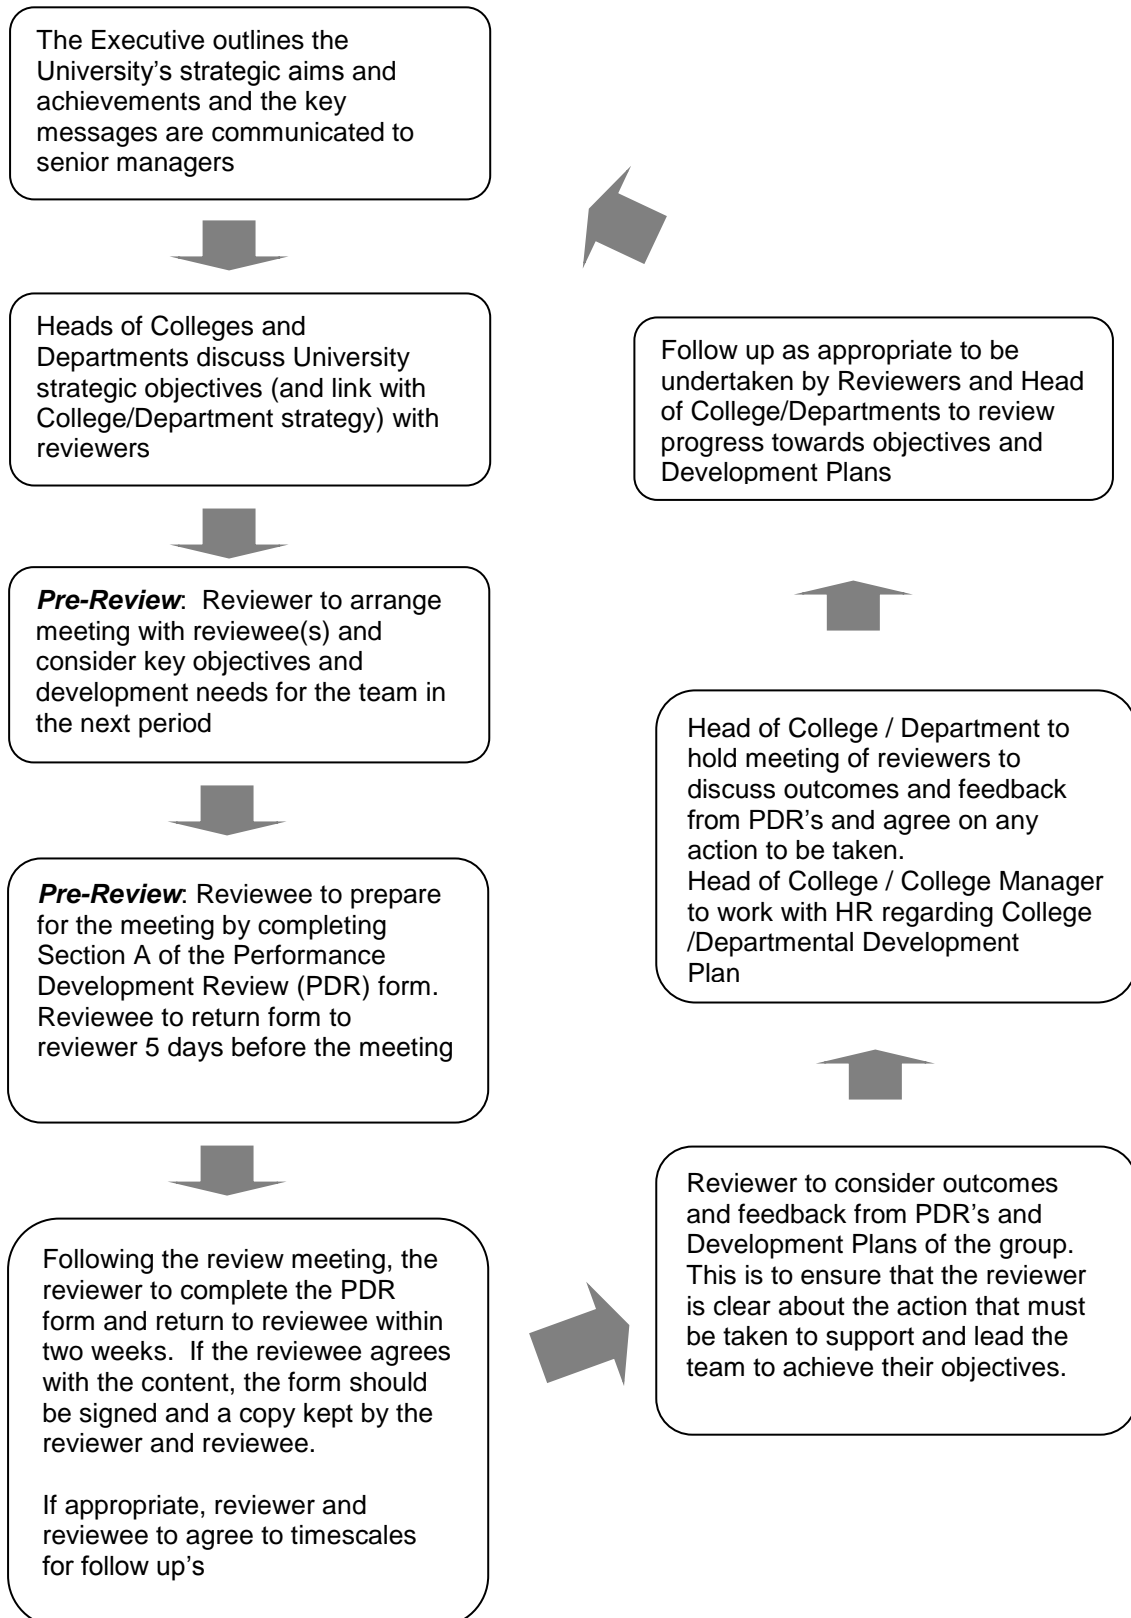 The Executive outlines the
University’s strategic aims and
achievements and the key
messages are communicated to
senior managers
Heads of Colleges and
Departments discuss University
strategic objectives (and link with
College/Department strategy) with
reviewers
Pre-Review:  Reviewer to arrange
meeting with reviewee(s) and
consider key objectives and
development needs for the team in
the next period
Pre-Review: Reviewee to prepare
for the meeting by completing
Section A of the Performance
Development Review (PDR) form.
Reviewee to return form to
reviewer 5 days before the meeting
Following the review meeting, the
reviewer to complete the PDR
form and return to reviewee within
two weeks.  If the reviewee agrees
with the content, the form should
be signed and a copy kept by the
reviewer and reviewee.
If appropriate, reviewer and
reviewee to agree to timescales
for follow up’s
Reviewer to consider outcomes
and feedback from PDR’s and
Development Plans of the group.
This is to ensure that the reviewer
is clear about the action that must
be taken to support and lead the
team to achieve their objectives.
Head of College / Department to
hold meeting of reviewers to
discuss outcomes and feedback
from PDR’s and agree on any
action to be taken.
Head of College / College Manager
to work with HR regarding College
/Departmental Development
Plan
Follow up as appropriate to be
undertaken by Reviewers and Head
of College/Departments to review
progress towards objectives and
Development Plans